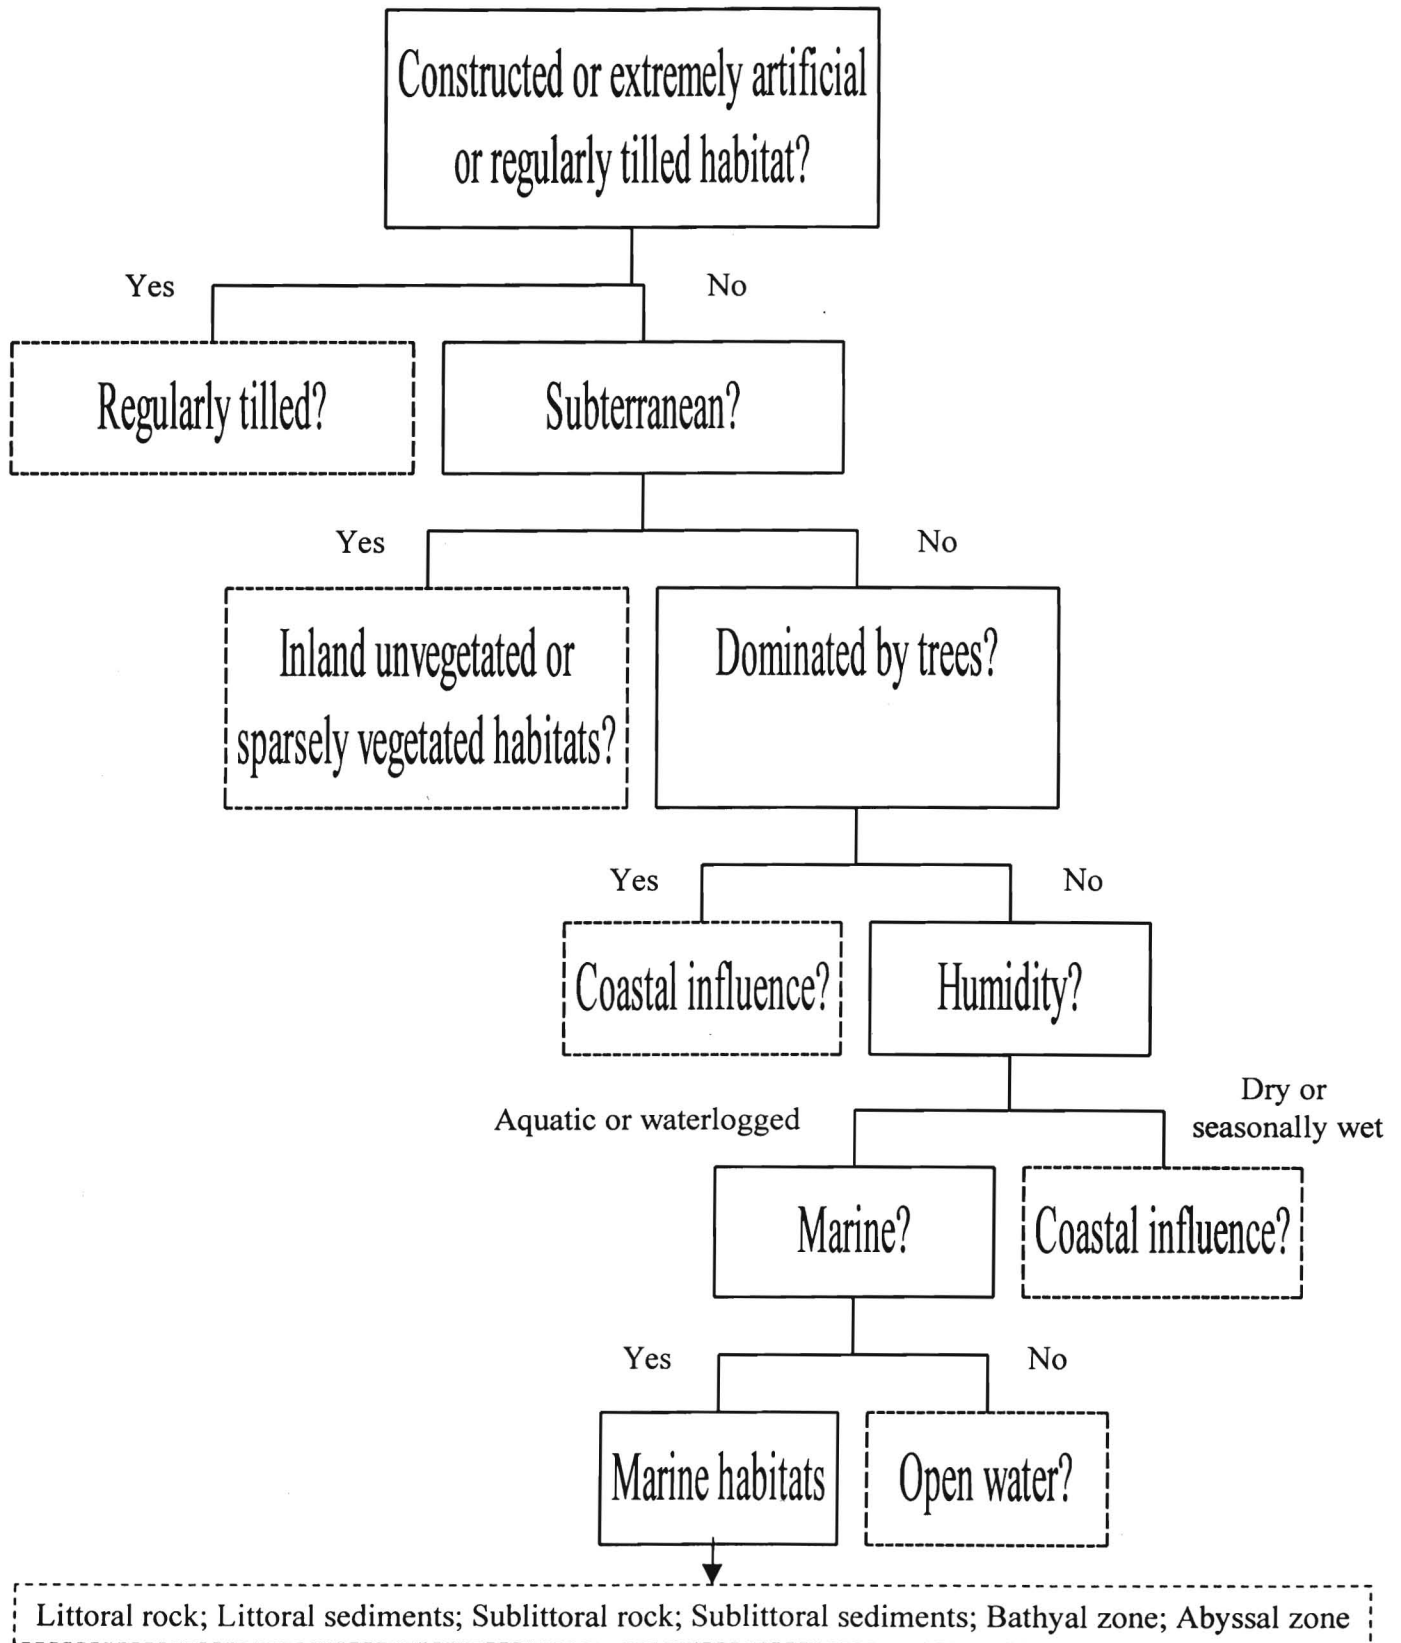 Constructed or extremely artificial
or regularly tilled habitat?
Yes
No
Regularly tilled?
Subterranean?
Yes
No
Inland unvegetated or
sparsely vegetated habitats?
Dominated by trees?
Yes
No
Coastal influence?
Humidity?
Aquatic or waterlogged
Dry or
seasonally wet
Marine?
Coastal influence?
Yes
No
Marine habitats
Open water?
Littoral rock; Littoral sediments; Sublittoral rock; Sublittoral sediments; Bathyal zone; Abyssal zone